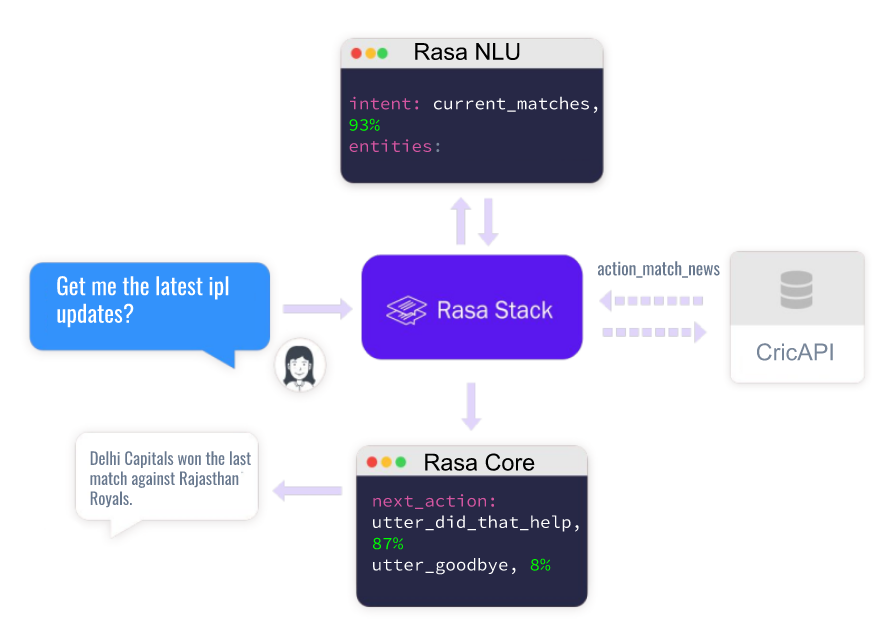 Rasa NLU
intent: current_matches,
93%
entities:
Get me the latest ipl
updates?
Rasa Stack
action_match_news
CricAPI
Delhi Capitals won the last
match against Rajasthan
Royals.
Rasa Core
next_action:
utter_did_that_help,
87%
utter_goodbye, 8%